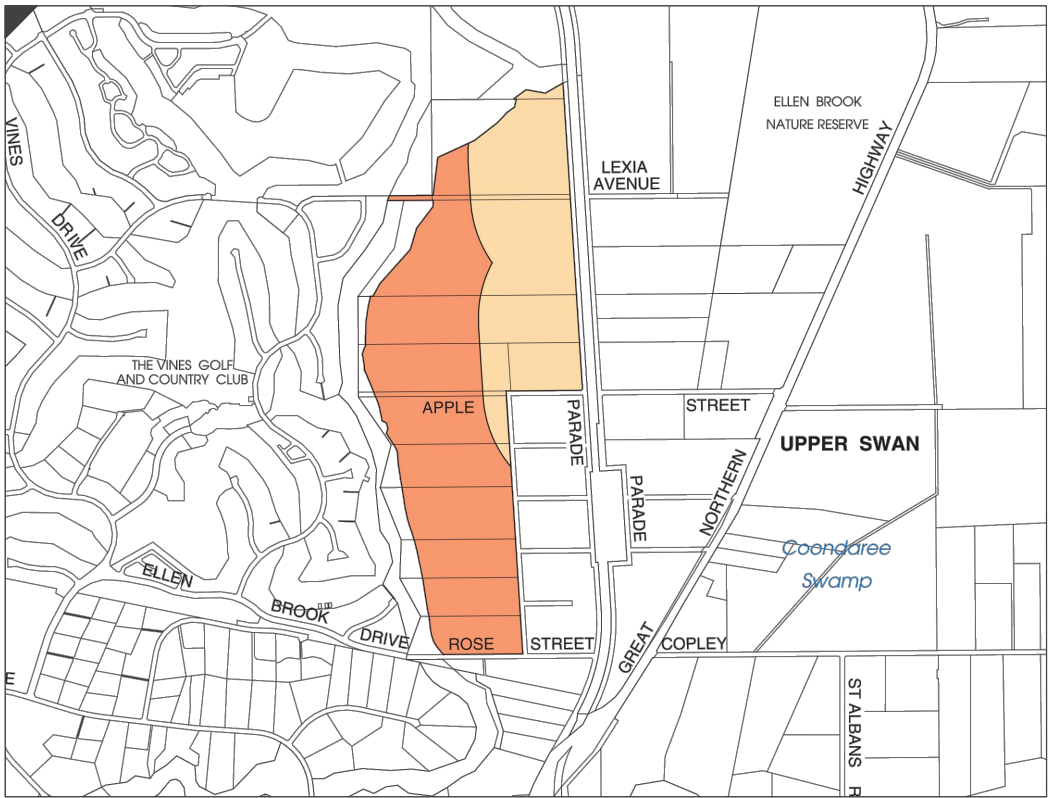 ELLEN BROOK
NATURE RESERVE
HIGHWAY
VINES
DRIVE
LEXIA
AVENUE
THE VINES GOLF
AND COUNTRY CLUB
APPLE
STREET
PARADE
UPPER SWAN
PARADE
NORTHERN
Coondaree
Swamp
ELLEN
BROOK
DRIVE
ROSE
STREET
GREAT
COPLEY
E
ST ALBANS R